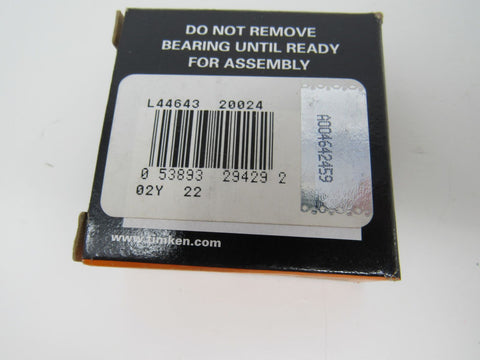 DO NOT REMOVE
BEARING UNTIL READY
FOR ASSEMBLY
L44643 20024
A004642459
0 53893 29429 2
02Y 22
www.timken.com